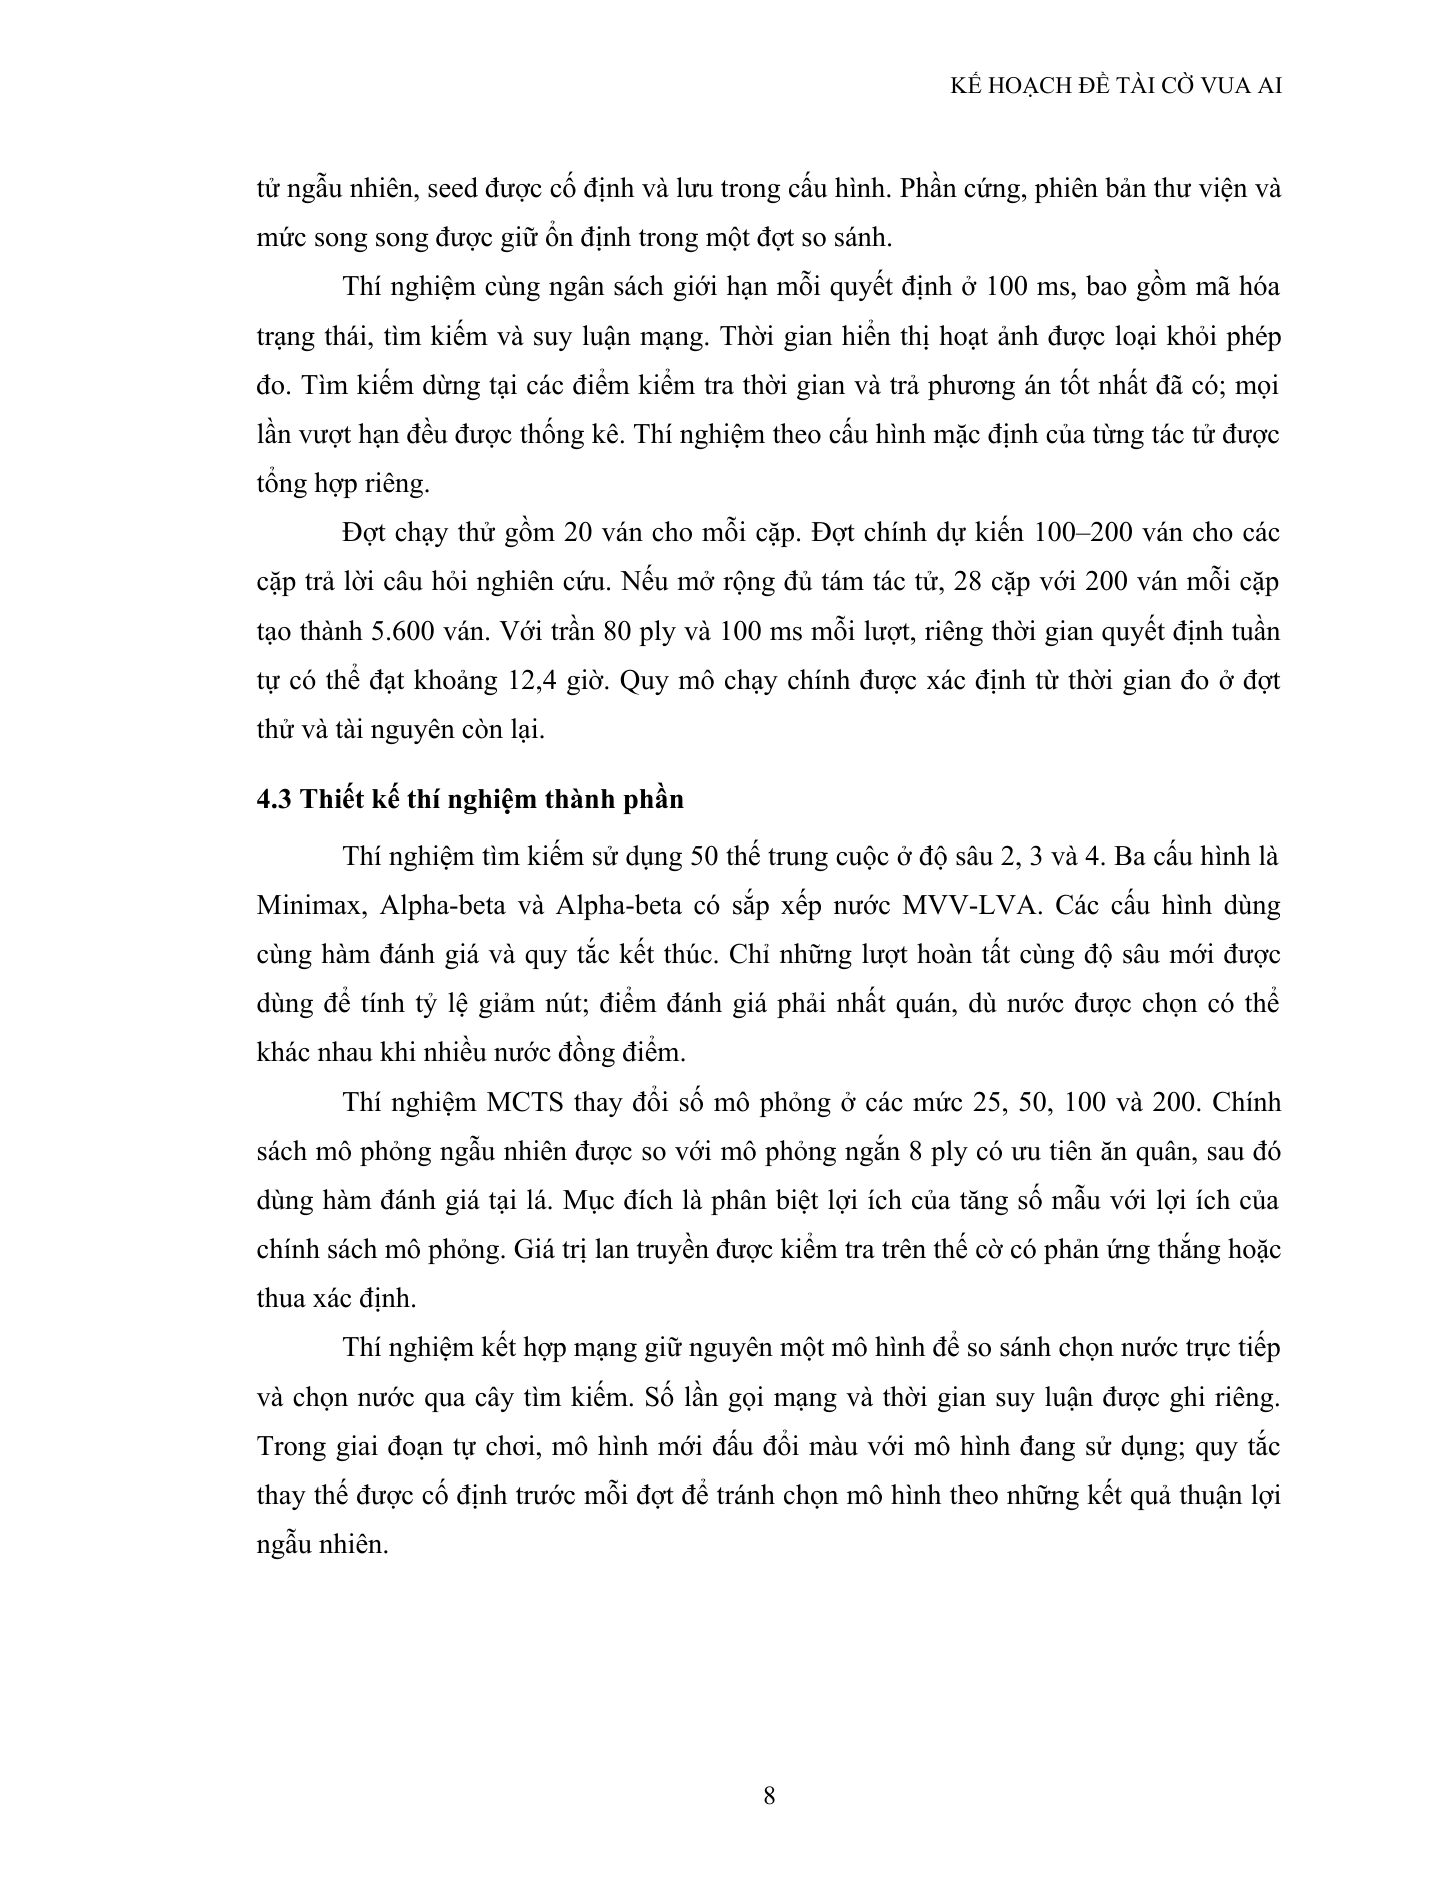 KẾ HOẠCH ĐỀ TÀI CỜ VUA AI
tử ngẫu nhiên, seed được cố định và lưu trong cấu hình. Phần cứng, phiên bản thư viện và
mức song song được giữ ổn định trong một đợt so sánh.
Thí nghiệm cùng ngân sách giới hạn mỗi quyết định ở 100 ms, bao gồm mã hóa
trạng thái, tìm kiếm và suy luận mạng. Thời gian hiển thị hoạt ảnh được loại khỏi phép
đo. Tìm kiếm dừng tại các điểm kiểm tra thời gian và trả phương án tốt nhất đã có; mọi
lần vượt hạn đều được thống kê. Thí nghiệm theo cấu hình mặc định của từng tác tử được
tổng hợp riêng.
Đợt chạy thử gồm 20 ván cho mỗi cặp. Đợt chính dự kiến 100–200 ván cho các
cặp trả lời câu hỏi nghiên cứu. Nếu mở rộng đủ tám tác tử, 28 cặp với 200 ván mỗi cặp
tạo thành 5.600 ván. Với trần 80 ply và 100 ms mỗi lượt, riêng thời gian quyết định tuần
tự có thể đạt khoảng 12,4 giờ. Quy mô chạy chính được xác định từ thời gian đo ở đợt
thử và tài nguyên còn lại.
4.3 Thiết kế thí nghiệm thành phần
Thí nghiệm tìm kiếm sử dụng 50 thế trung cuộc ở độ sâu 2, 3 và 4. Ba cấu hình là
Minimax, Alpha-beta và Alpha-beta có sắp xếp nước MVV-LVA. Các cấu hình dùng
cùng hàm đánh giá và quy tắc kết thúc. Chỉ những lượt hoàn tất cùng độ sâu mới được
dùng để tính tỷ lệ giảm nút; điểm đánh giá phải nhất quán, dù nước được chọn có thể
khác nhau khi nhiều nước đồng điểm.
Thí nghiệm MCTS thay đổi số mô phỏng ở các mức 25, 50, 100 và 200. Chính
sách mô phỏng ngẫu nhiên được so với mô phỏng ngắn 8 ply có ưu tiên ăn quân, sau đó
dùng hàm đánh giá tại lá. Mục đích là phân biệt lợi ích của tăng số mẫu với lợi ích của
chính sách mô phỏng. Giá trị lan truyền được kiểm tra trên thế cờ có phản ứng thắng hoặc
thua xác định.
Thí nghiệm kết hợp mạng giữ nguyên một mô hình để so sánh chọn nước trực tiếp
và chọn nước qua cây tìm kiếm. Số lần gọi mạng và thời gian suy luận được ghi riêng.
Trong giai đoạn tự chơi, mô hình mới đấu đổi màu với mô hình đang sử dụng; quy tắc
thay thế được cố định trước mỗi đợt để tránh chọn mô hình theo những kết quả thuận lợi
ngẫu nhiên.
8